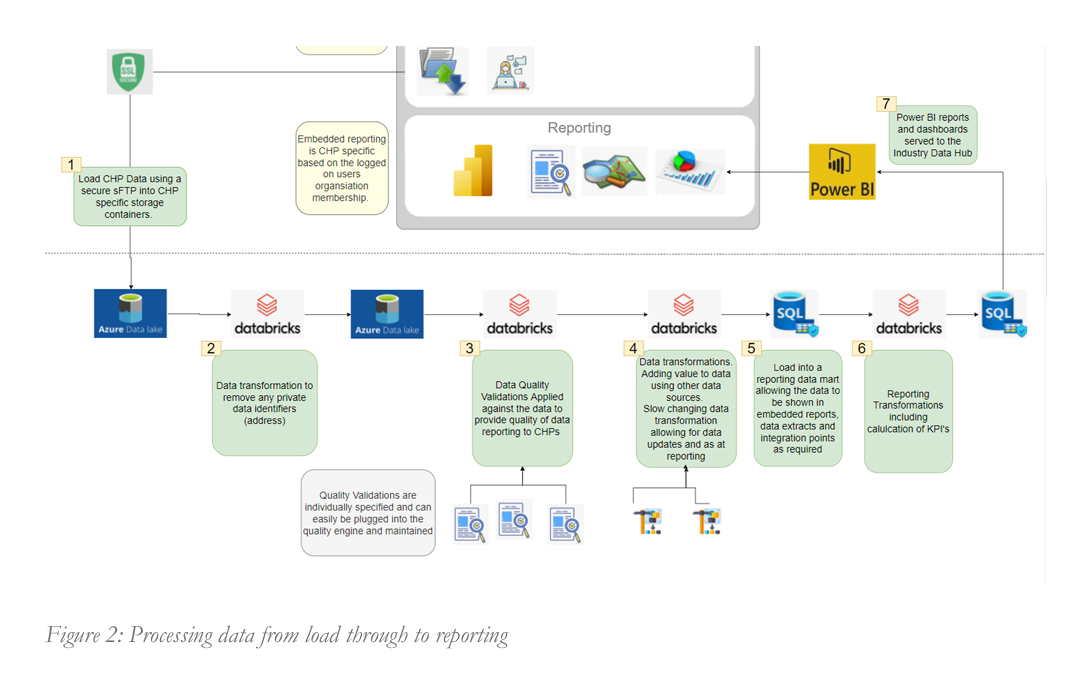 SSL
SECURE
Reporting
1
Load CHP Data using a
secure sFTP into CHP
specific storage
containers.
Embedded reporting
is CHP specific
based on the logged
on users
organsiation
membership.
Power BI
7
Power BI reports
and dashboards
served to the
Industry Data Hub
Azure Data lake
databricks
Azure Data lake
databricks
databricks
SQL
databricks
SQL
2
Data transformation to
remove any private
data identifiers
(address)
3
Data Quality
Validations Applied
against the data to
provide quality of data
reporting to CHPs
4
Data transformations.
Adding value to data
using other data
sources.
Slow changing data
transformation
allowing for data
updates and as at
reporting
5
Load into a
reporting data mart
allowing the data to
be shown in
embedded reports,
data extracts and
integration points
as required
6
Reporting
Transformations
including
calulcation of KPI's
Quality Validations are
individually specified and can
easily be plugged into the
quality engine and maintained
Figure 2: Processing data from load through to reporting